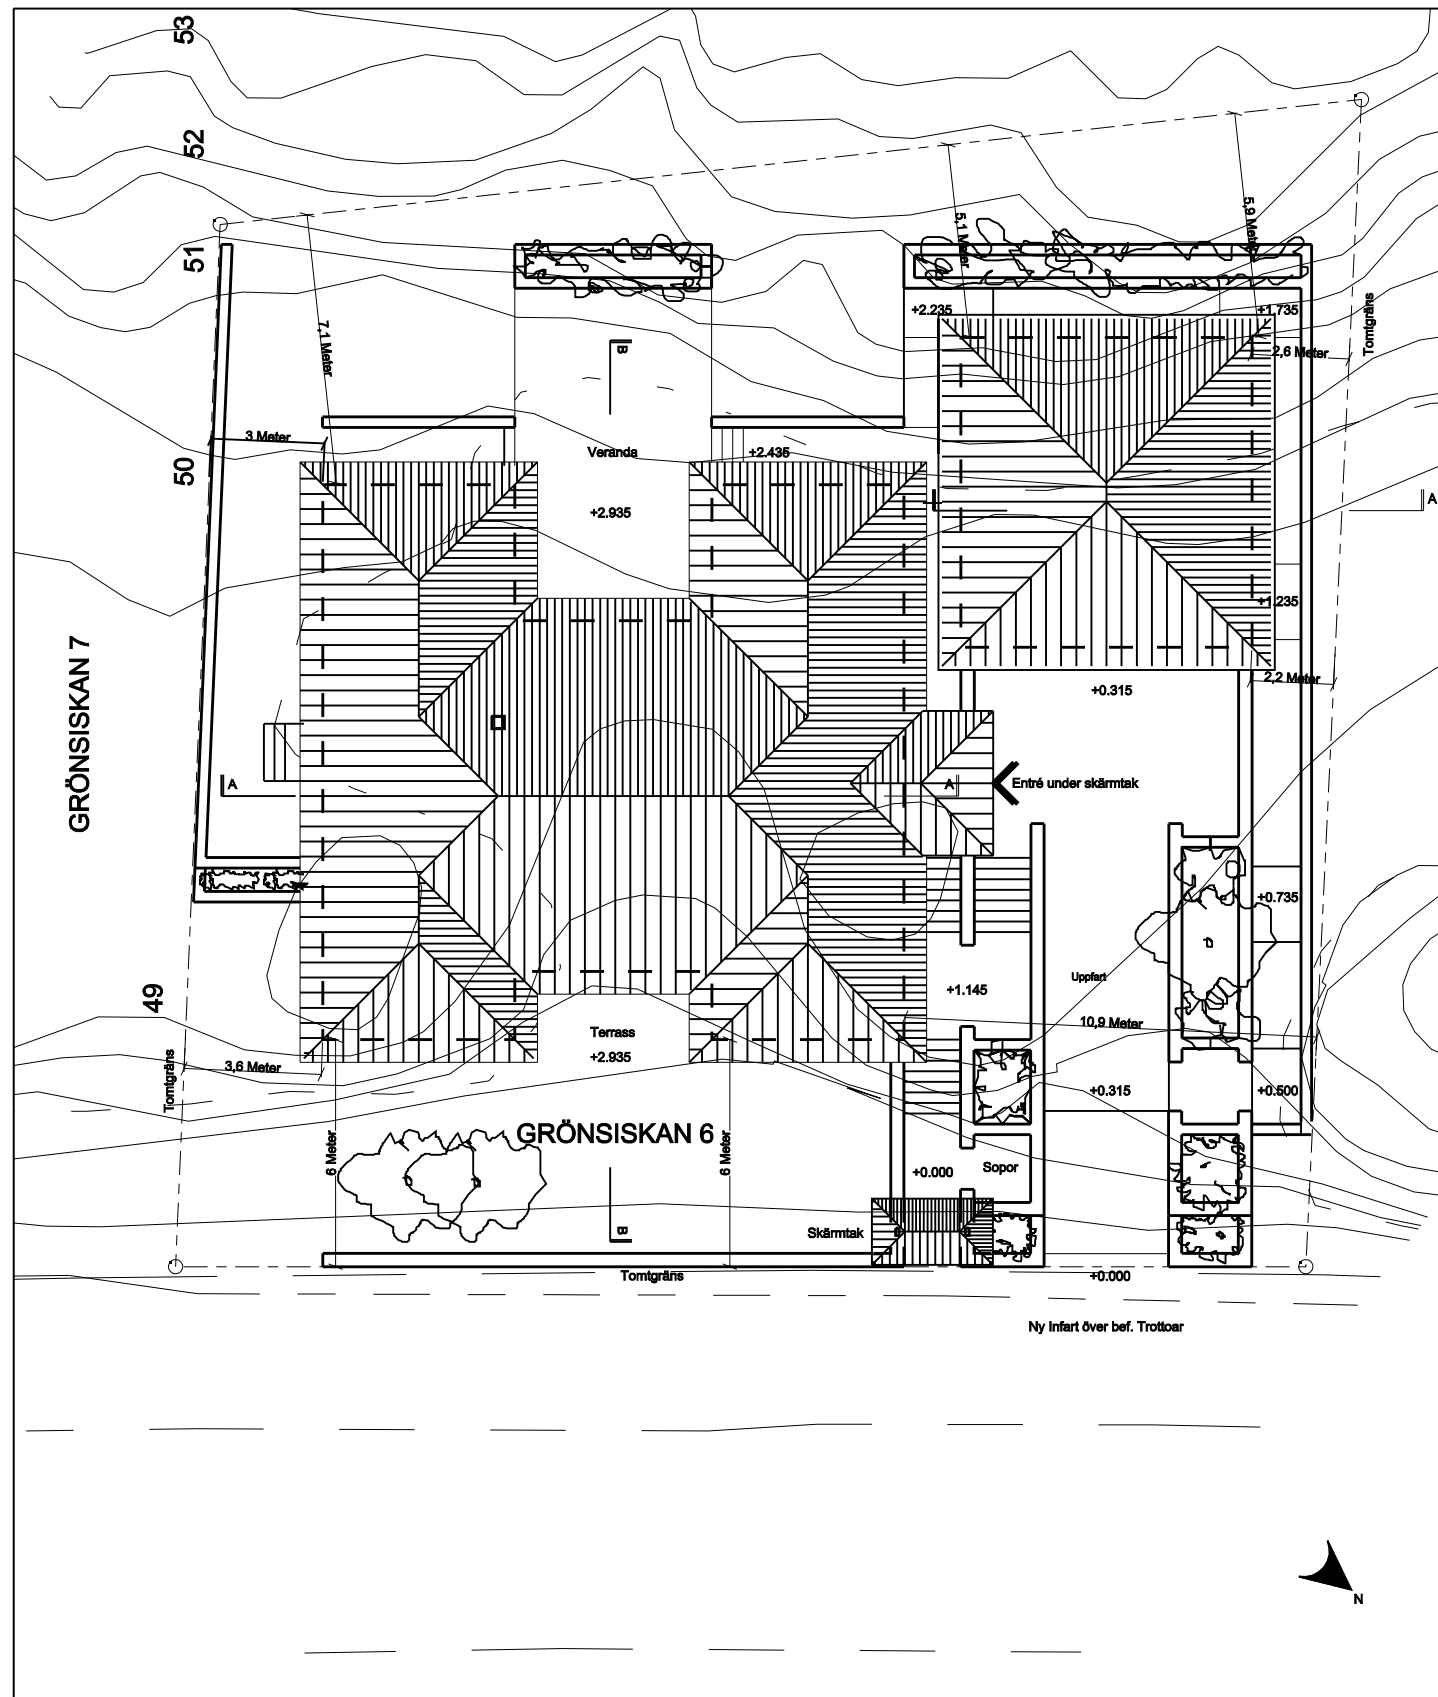 53
52
51
50
49
5,9 Meter
5,1 Meter
7,1 Meter
+2.235
+1.735
2,6 Meter
Tomtgräns
B
3 Meter
Veranda
+2.435
+2.935
A
+1.235
2,2 Meter
+0.315
GRÖNSISKAN 7
A
A
Entré under skärmtak
+0.735
Uppfart
+1.145
10,9 Meter
Terrass
+2.935
3,6 Meter
Tomtgräns
+0.315
+0.500
GRÖNSISKAN 6
6 Meter
6 Meter
+0.000
Sopor
Skärmtak
B
Tomtgräns
+0.000
Ny Infart över bef. Trottoar
N